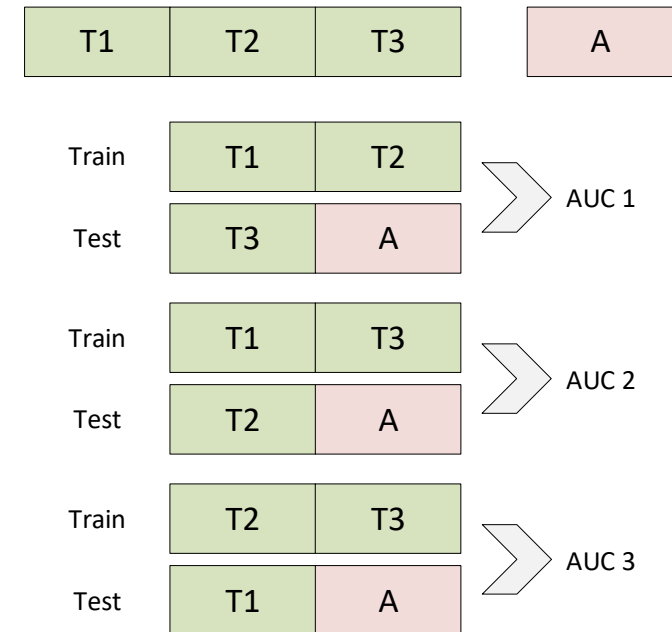 T1 T2 T3 A
Train T1 T2
AUC 1
Test T3 A
Train T1 T3
AUC 2
Test T2 A
Train T2 T3
AUC 3
Test T1 A